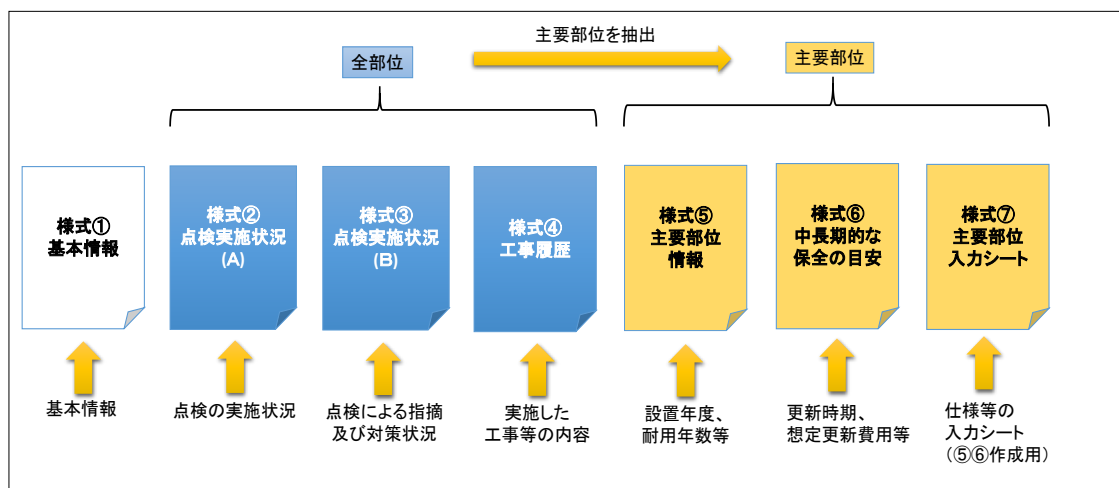 主要部位を抽出
全部位
主要部位
様式①
基本情報
様式②
点検実施状況
(A)
様式③
点検実施状況
(B)
様式④
工事履歴
様式⑤
主要部位
情報
様式⑥
中長期的な
保全の目安
様式⑦
主要部位
入力シート
基本情報
点検の実施状況
点検による指摘
及び対策状況
実施した
工事等の内容
設置年度、
耐用年数等
更新時期、
想定更新費用等
仕様等の
入力シート
（⑤⑥作成用）